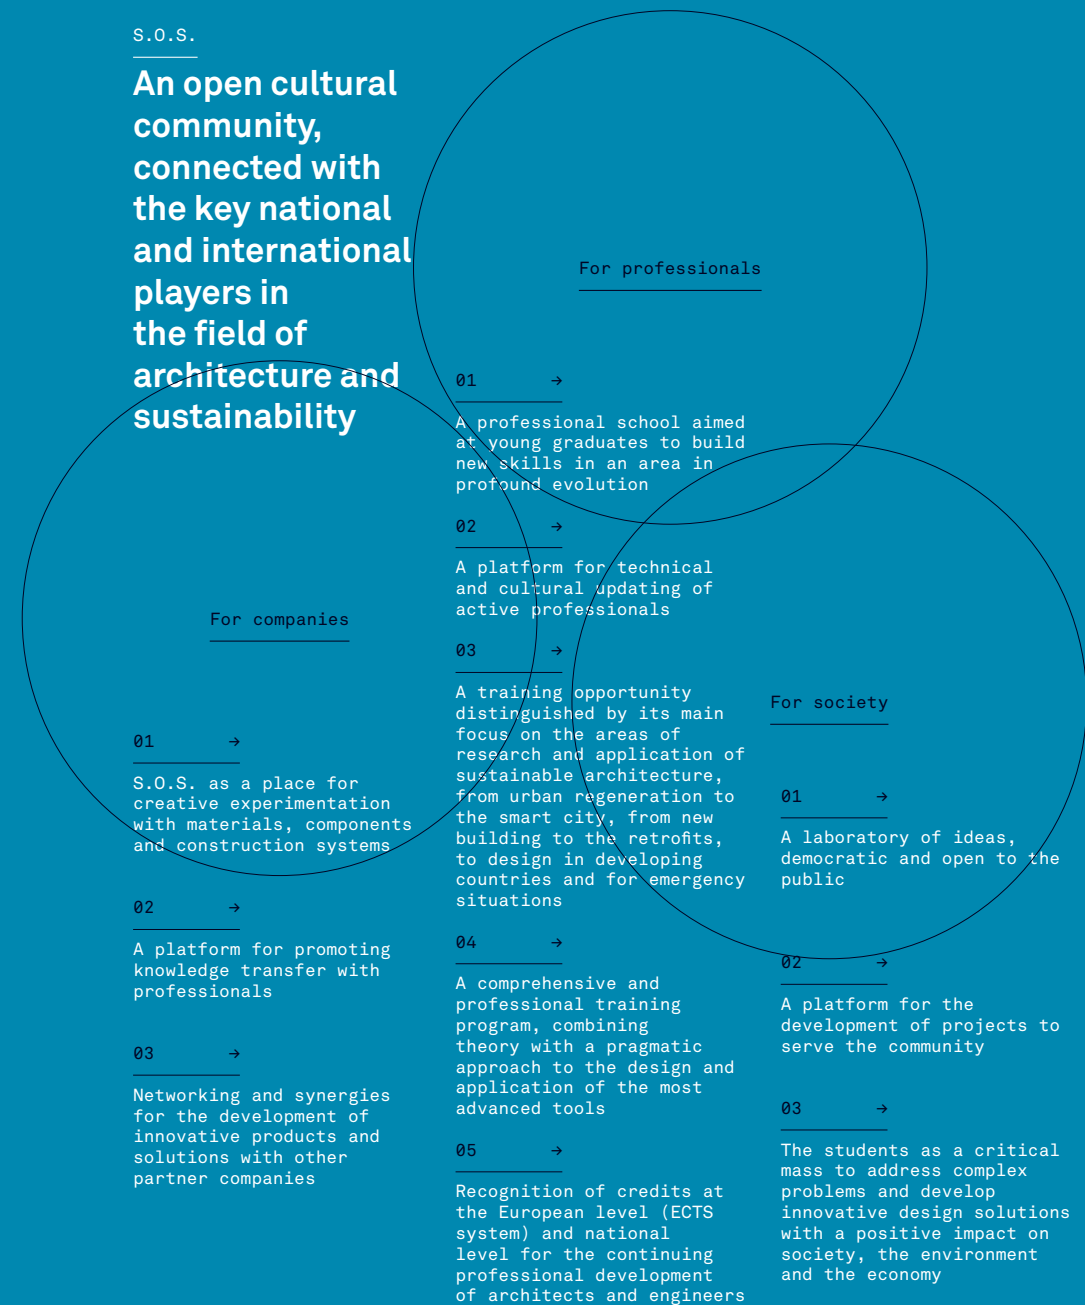 S.O.S.
An open cultural
community,
connected with
the key national
and international
players in
the field of
architecture and
sustainability
For companies
01 →
S.O.S. as a place for
creative experimentation
with materials, components
and construction systems
02 →
A platform for promoting
knowledge transfer with
professionals
03 →
Networking and synergies
for the development of
innovative products and
solutions with other
partner companies
For professionals
01 →
A professional school aimed
at young graduates to build
new skills in an area in
profound evolution
02 →
A platform for technical
and cultural updating of
active professionals
03 →
A training opportunity
distinguished by its main
focus on the areas of
research and application of
sustainable architecture,
from urban regeneration to
the smart city, from new
building to the retrofits,
to design in developing
countries and for emergency
situations
04 →
A comprehensive and
professional training
program, combining
theory with a pragmatic
approach to the design and
application of the most
advanced tools
05 →
Recognition of credits at
the European level (ECTS
system) and national
level for the continuing
professional development
of architects and engineers
For society
01 →
A laboratory of ideas,
democratic and open to the
public
02 →
A platform for the
development of projects to
serve the community
03 →
The students as a critical
mass to address complex
problems and develop
innovative design solutions
with a positive impact on
society, the environment
and the economy